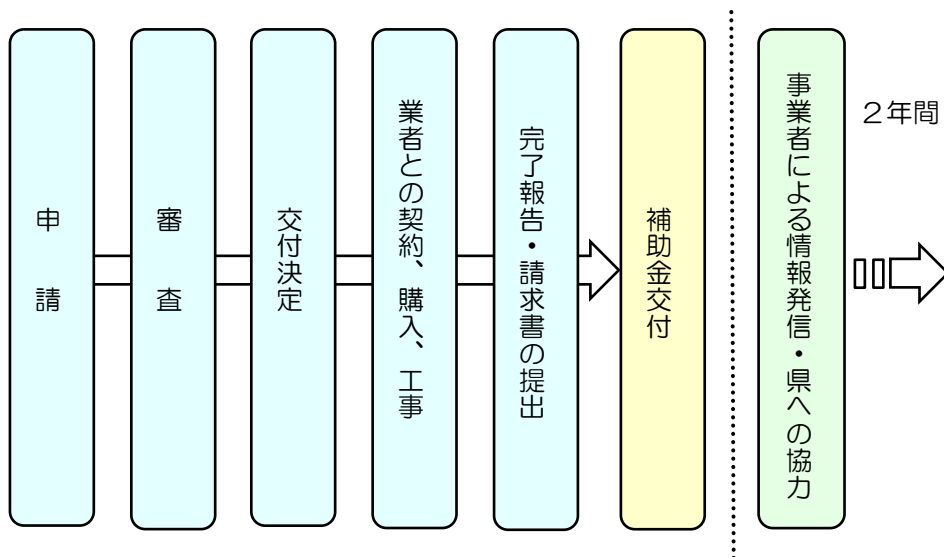 申請
審査
交付決定
業者との契約、購入、工事
完了報告・請求書の提出
補助金交付
事業者による情報発信・県への協力
２年間